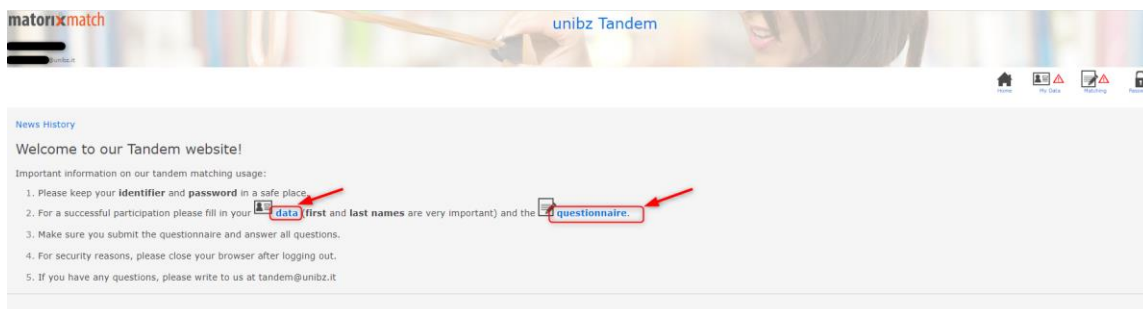 matorixmatch
unibz Tandem
@unibz.it
Home
My Data
Matching
News History
Welcome to our Tandem website!
Important information on our tandem matching usage:
1. Please keep your identifier and password in a safe place.
2. For a successful participation please fill in your data (first and last names are very important) and the questionnaire.
3. Make sure you submit the questionnaire and answer all questions.
4. For security reasons, please close your browser after logging out.
5. If you have any questions, please write to us at tandem@unibz.it